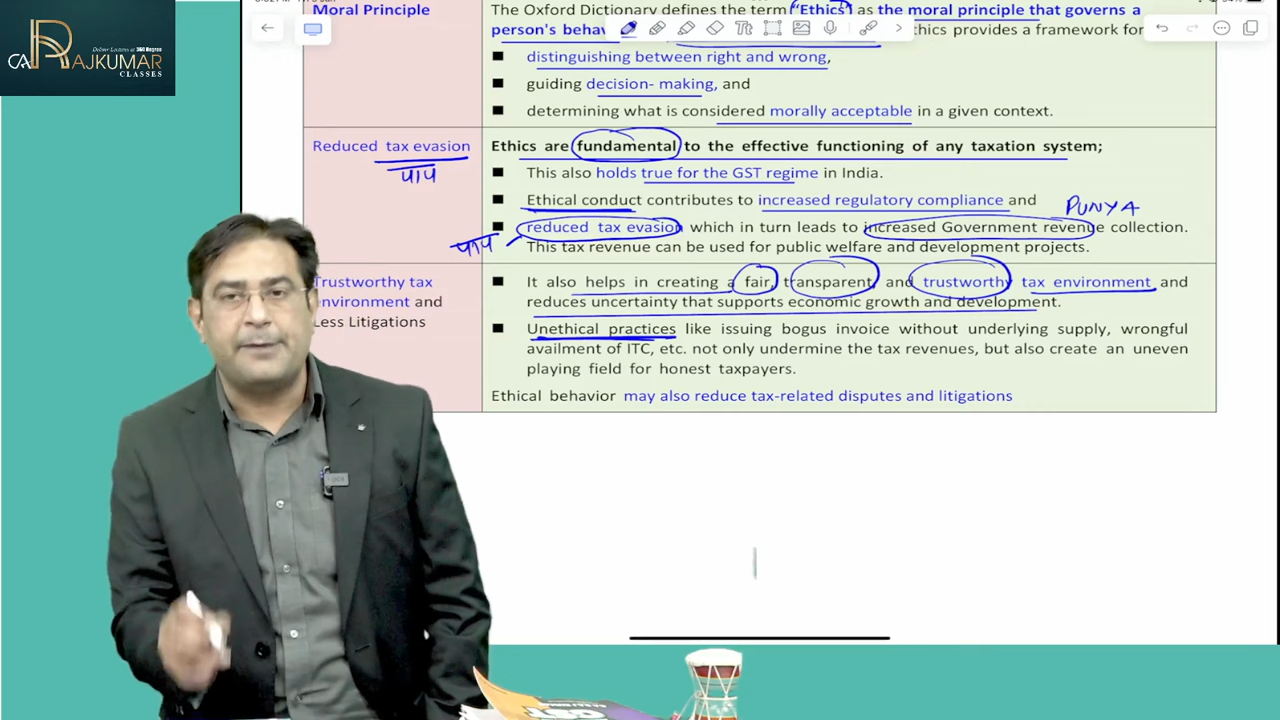 Deliver Lectures at 360 Degree
CA RAJKUMAR
CLASSES
Moral Principle
The Oxford Dictionary defines the term "Ethics" as the moral principle that governs a
person's behav
thics provides a framework for
■ distinguishing between right and wrong,
■ guiding decision- making, and
■ determining what is considered morally acceptable in a given context.
Reduced tax evasion
पाप
Ethics are fundamental to the effective functioning of any taxation system;
■ This also holds true for the GST regime in India.
■ Ethical conduct contributes to increased regulatory compliance and
PUNYA
■ reduced tax evasion which in turn leads to increased Government revenue collection.
पाप
This tax revenue can be used for public welfare and development projects.
Trustworthy tax
environment and
Less Litigations
■ It also helps in creating a fair, transparent, and trustworthy tax environment and
reduces uncertainty that supports economic growth and development.
■ Unethical practices like issuing bogus invoice without underlying supply, wrongful
availment of ITC, etc. not only undermine the tax revenues, but also create an uneven
playing field for honest taxpayers.
Ethical behavior may also reduce tax-related disputes and litigations
GST